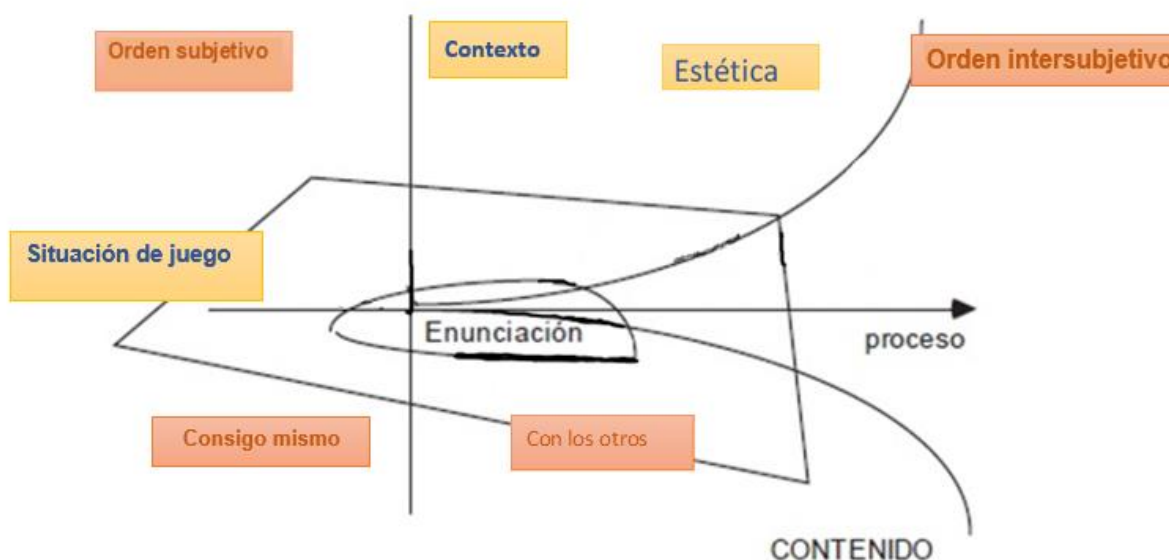 Orden subjetivo
Contexto
Estética
Orden intersubjetivo
Situación de juego
Enunciación
proceso
Consigo mismo
Con los otros
CONTENIDO